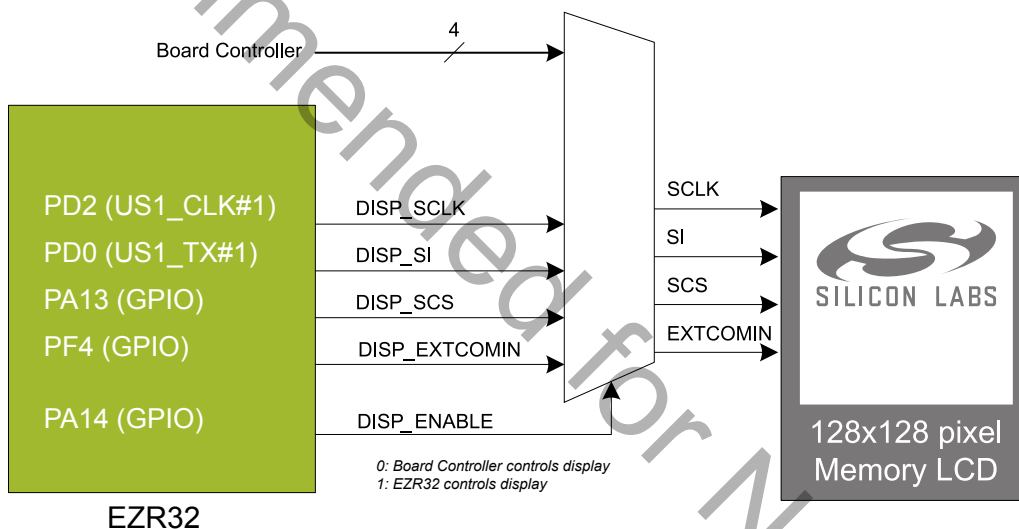 Board Controller
4
PD2 (US1_CLK#1)
PD0 (US1_TX#1)
PA13 (GPIO)
PF4 (GPIO)
PA14 (GPIO)
EZR32
DISP_SCLK
DISP_SI
DISP_SCS
DISP_EXTCOMIN
DISP_ENABLE
0: Board Controller controls display
1: EZR32 controls display
SCLK
SI
SCS
EXTCOMIN
SILICON LABS
128x128 pixel
Memory LCD
mended for N